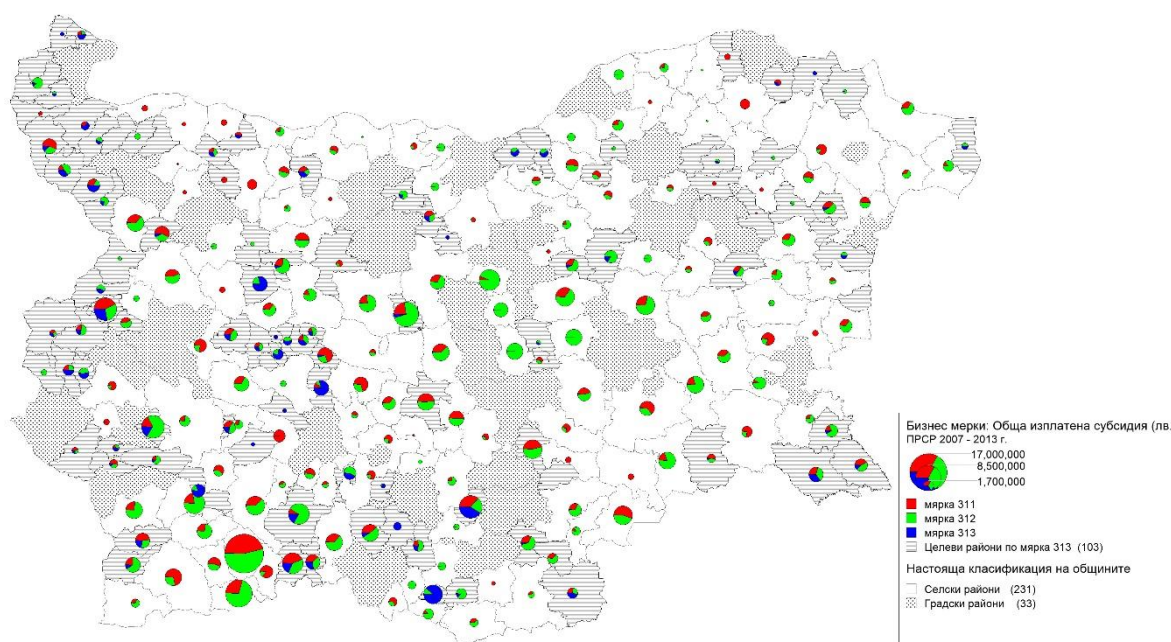 Бизнес мерки: Обща изплатена субсидия (лв.
ПРСР 2007 - 2013 г.
17,000,000
8,500,000
1,700,000
мярка 311
мярка 312
мярка 313
Целеви райони по мярка 313 (103)
Настояща класификация на общините
Селски райони (231)
Градски райони (33)